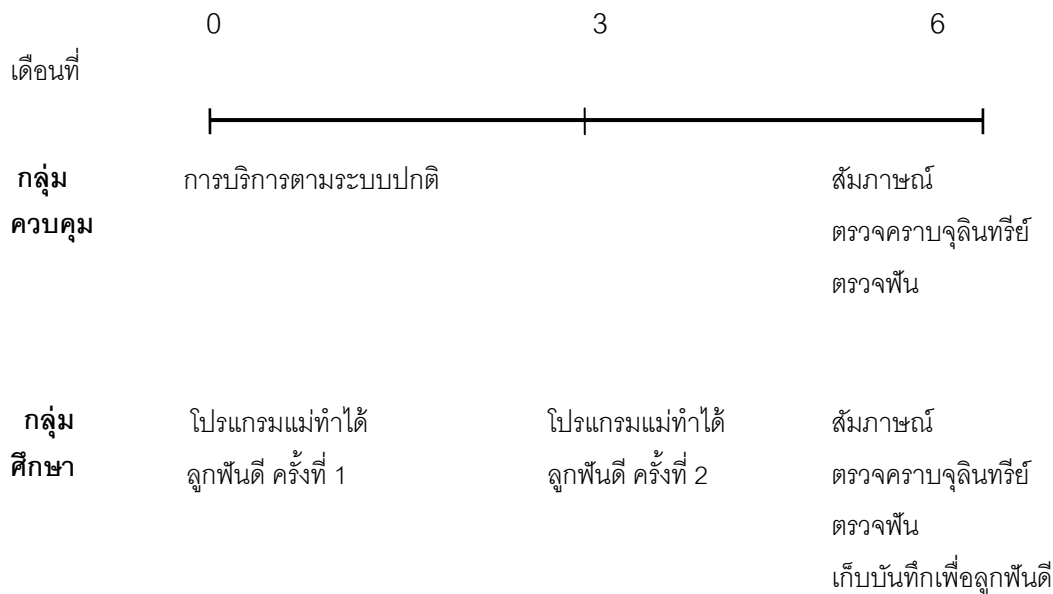 0 3 6
เดือนที่
กลุ่ม การบริการตามระบบปกติ สัมภาษณ์
ควบคุม ตรวจคราบจุลินทรีย์
ตรวจฟัน
กลุ่ม โปรแกรมแม่ทำได้ โปรแกรมแม่ทำได้ สัมภาษณ์
ศึกษา ลูกฟันดี ครั้งที่ 1 ลูกฟันดี ครั้งที่ 2 ตรวจคราบจุลินทรีย์
ตรวจฟัน
เก็บบันทึกเพื่อลูกฟันดี